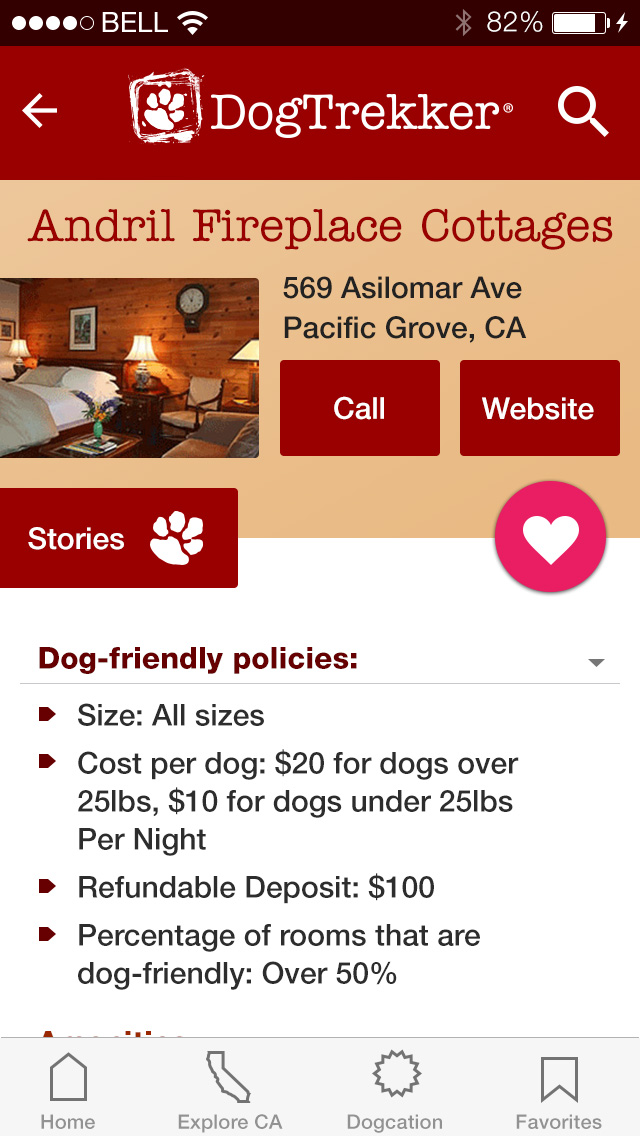 BELL 82%
DogTrekker®
Andril Fireplace Cottages
569 Asilomar Ave
Pacific Grove, CA
Call Website
Stories
Dog-friendly policies:
Size: All sizes
Cost per dog: $20 for dogs over
25lbs, $10 for dogs under 25lbs
Per Night
Refundable Deposit: $100
Percentage of rooms that are
dog-friendly: Over 50%
Home Explore CA Dogcation Favorites